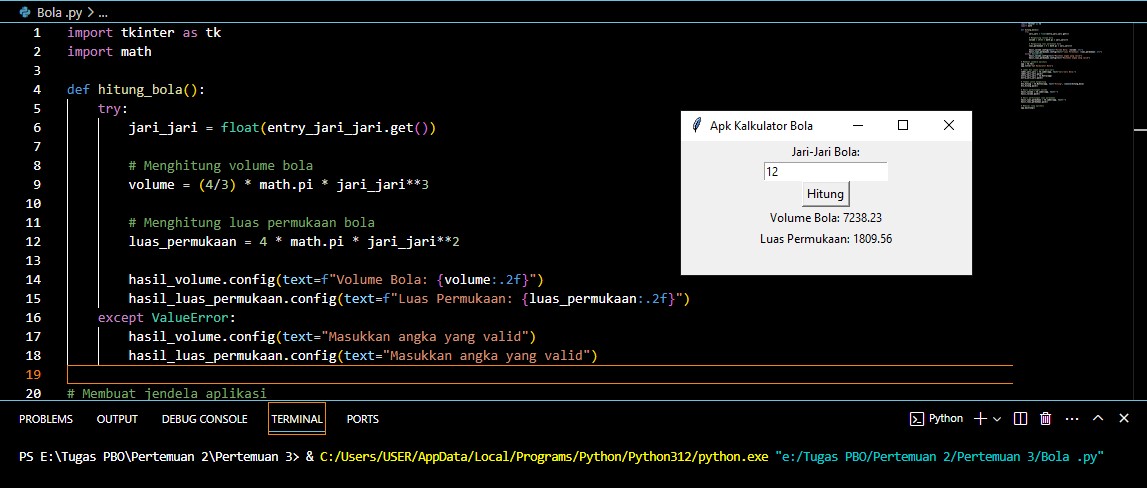 Bola .py > ...
1 import tkinter as tk
2 import math
3
4 def hitung_bola():
5     try:
6         jari_jari = float(entry_jari_jari.get())
7
8         # Menghitung volume bola
9         volume = (4/3) * math.pi * jari_jari**3
10
11         # Menghitung luas permukaan bola
12         luas_permukaan = 4 * math.pi * jari_jari**2
13
14         hasil_volume.config(text=f"Volume Bola: {volume:.2f}")
15         hasil_luas_permukaan.config(text=f"Luas Permukaan: {luas_permukaan:.2f}")
16     except ValueError:
17         hasil_volume.config(text="Masukkan angka yang valid")
18         hasil_luas_permukaan.config(text="Masukkan angka yang valid")
19
20 # Membuat jendela aplikasi
Apk Kalkulator Bola
Jari-Jari Bola:
12
Hitung
Volume Bola: 7238.23
Luas Permukaan: 1809.56
PROBLEMS OUTPUT DEBUG CONSOLE TERMINAL PORTS Python ...
PS E:\Tugas PBO\Pertemuan 2\Pertemuan 3> & C:/Users/USER/AppData/Local/Programs/Python/Python312/python.exe "e:/Tugas PBO/Pertemuan 2/Pertemuan 3/Bola .py"